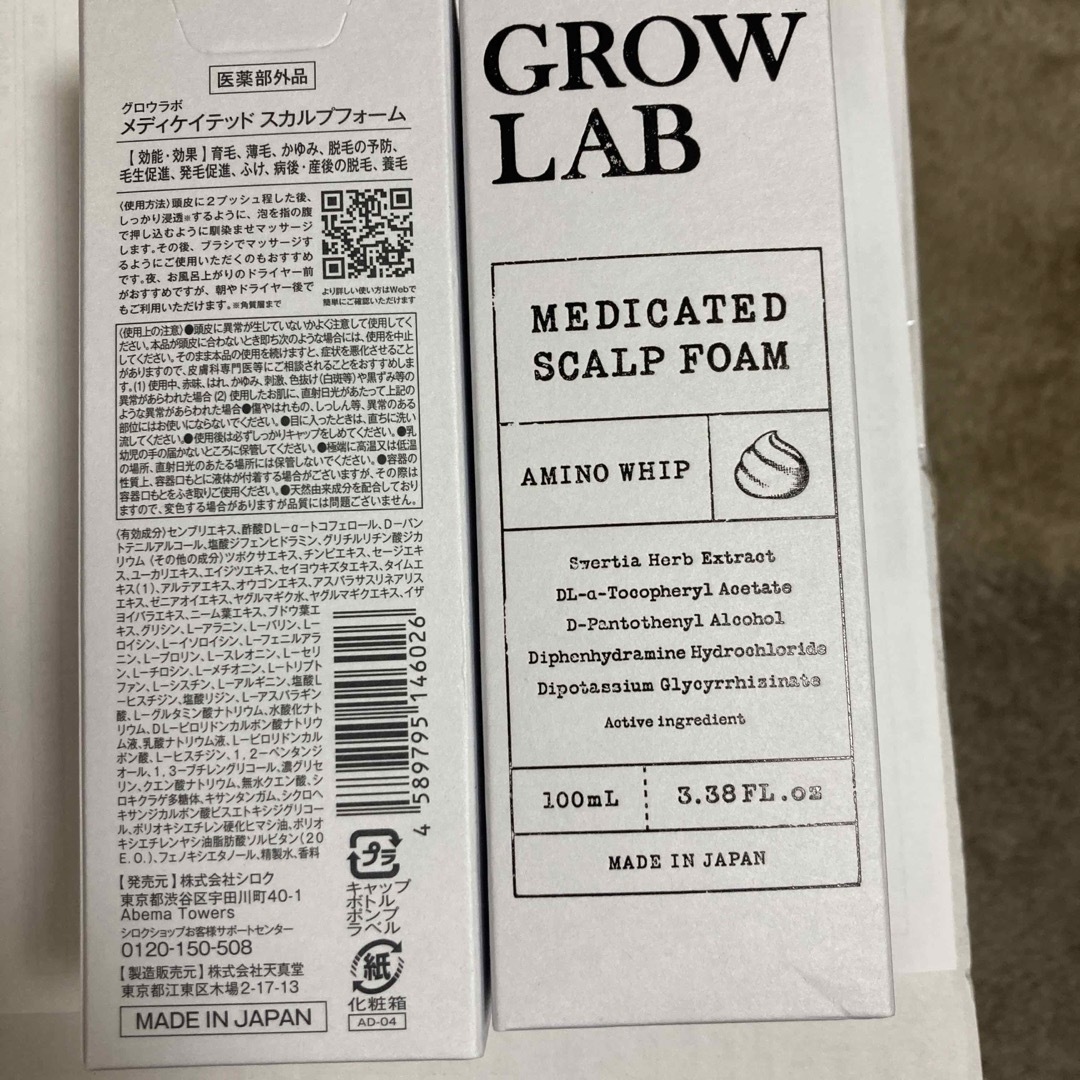 医薬部外品
グロウラボ
メディケイテッド スカルプフォーム
【効能・効果】育毛、薄毛、かゆみ、脱毛の予防、
毛生促進、発毛促進、ふけ、病後・産後の脱毛、養毛
〈使用方法〉頭皮に2プッシュ程した後、
しっかり浸透※するように、泡を指の腹
で押し込むように馴染ませマッサージ
します。その後、ブラシでマッサージす
るようにご使用いただくのもおすすめ
です。夜、お風呂上がりのドライヤー前
がおすすめですが、朝やドライヤー後で
もご利用いただけます。※角質層まで
より詳しい使い方はWebで
簡単にご確認いただけます
〈使用上の注意〉●頭皮に異常が生じていないかよく注意して使用してく
ださい。本品が頭皮に合わないとき即ち次のような場合には、使用を中止
してください。そのまま本品の使用を続けますと、症状を悪化させること
がありますので、皮膚科専門医等にご相談されることをおすすめしま
す。(1) 使用中、赤味、はれ、かゆみ、刺激、色抜け(白斑等)や黒ずみ等の
異常があらわれた場合 (2) 使用したお肌に、直射日光があたって上記の
ような異常があらわれた場合●傷やはれもの、しっしん等、異常のある
部位にはお使いにならないでください。●目に入ったときは、直ちに洗い
流してください。●使用後は必ずしっかりキャップをしめてください。●乳
幼児の手の届かないところに保管してください。●極端に高温又は低温
の場所、直射日光のあたる場所には保管しないでください。●容器の
性質上、容器口もとに液体が付着する場合がございますが、その際は
容器口もとをふき取りご使用ください。●天然由来成分を配合しており
ますので、変色する場合がありますが品質には問題ございません。
〈有効成分〉センブリエキス、酢酸DL-α-トコフェロール、D-パン
トテニルアルコール、塩酸ジフェンヒドラミン、グリチルリチン酸ジカ
リウム 〈その他の成分〉ツボクサエキス、チンピエキス、セージエキ
ス、ユーカリエキス、エイジツエキス、セイヨウキズタエキス、タイムエキ
ス(1)、アルテアエキス、オウゴンエキス、アスパラサスリネアリス
エキス、ゼニアオイエキス、ヤグルマギク水、ヤグルマギクエキス、イザ
ヨイバラエキス、ニーム葉エキス、ブドウ葉エ
キス、グリシン、L-アラニン、L-バリン、L-
ロイシン、L-イソロイシン、L-フェニルアラ
ニン、L-プロリン、L-スレオニン、L-セリ
ン、L-チロシン、L-メチオニン、L-トリプト
ファン、L-シスチン、L-アルギニン、塩酸L
-ヒスチジン、塩酸リジン、L-アスパラギン
酸、L-グルタミン酸ナトリウム、水酸化ナト
リウム、DL-ピロリドンカルボン酸ナトリウ
ム液、乳酸ナトリウム液、L-ピロリドンカル
ボン酸、L-ヒスチジン、1,2-ペンタンジ
オール、1,3-ブチレングリコール、濃グリセ
リン、クエン酸ナトリウム、無水クエン酸、シ
ロキクラゲ多糖体、キサンタンガム、シクロヘ
キサンジカルボン酸ビスエトキシジグリコー
ル、ポリオキシエチレン硬化ヒマシ油、ポリオ
キシエチレンヤシ油脂肪酸ソルビタン(20
E.O.)、フェノキシエタノール、精製水、香料
4 589795 146026
【発売元】株式会社シロク
東京都渋谷区宇田川町40-1
Abema Towers
シロクショップお客様サポートセンター
0120-150-508
【製造販売元】株式会社天真堂
東京都江東区木場2-17-13
MADE IN JAPAN
プラ
キャップ
ボトル
ポンプ
ラベル
紙
化粧箱
AD-04
GROW
LAB
MEDICATED
SCALP FOAM
AMINO WHIP
Swertia Herb Extract
DL-α-Tocopheryl Acetate
D-Pantothenyl Alcohol
Diphenhydramine Hydrochloride
Dipotassium Glycyrrhizinate
Active ingredient
100mL
3.38FL.oz
MADE IN JAPAN